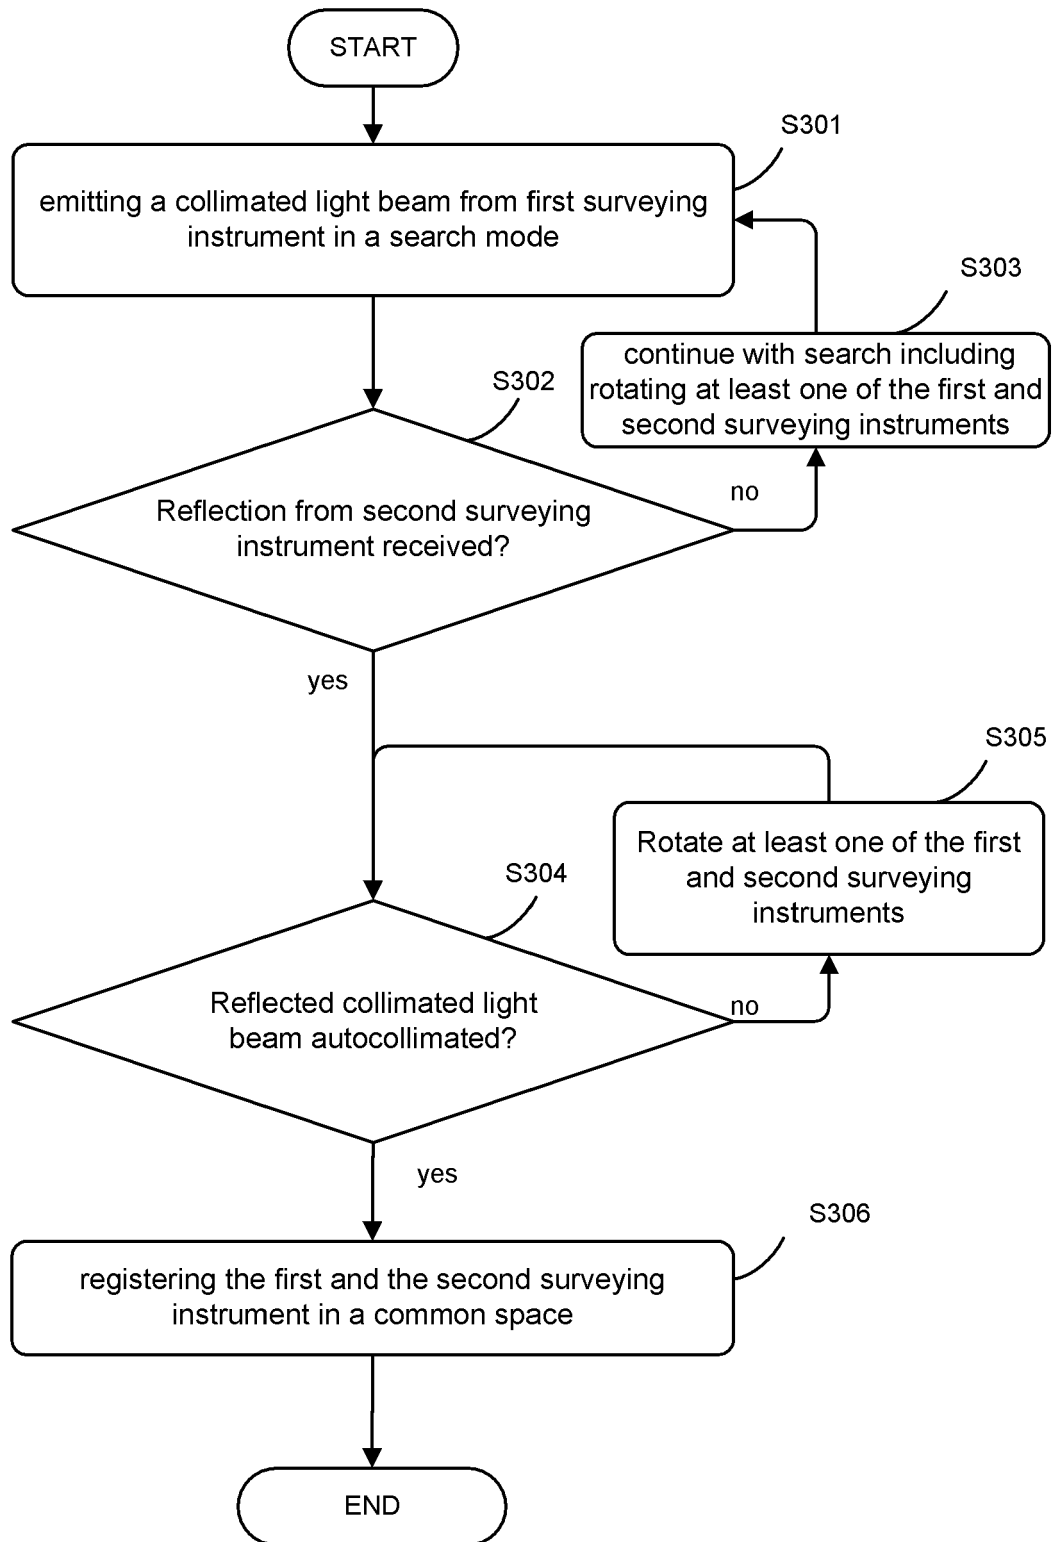 START
S301
emitting a collimated light beam from first surveying
instrument in a search mode
S303
continue with search including
rotating at least one of the first and
second surveying instruments
S302
Reflection from second surveying
instrument received?
no
yes
S305
Rotate at least one of the first
and second surveying
instruments
S304
Reflected collimated light
beam autocollimated?
no
yes
S306
registering the first and the second surveying
instrument in a common space
END